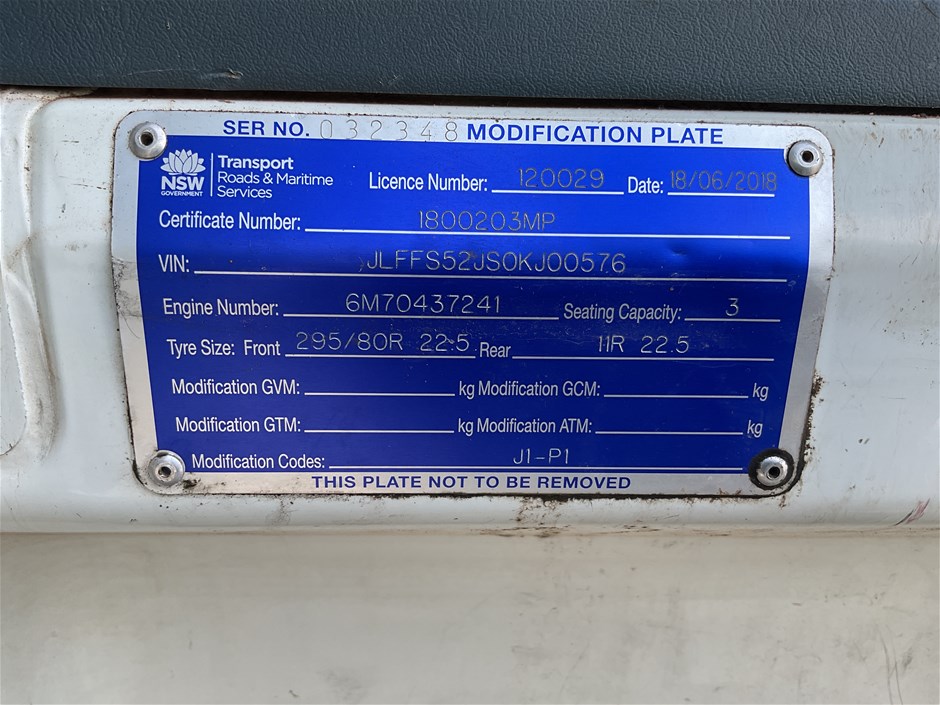 SER NO. 032348 MODIFICATION PLATE
NSW GOVERNMENT
Transport
Roads & Maritime
Services
Licence Number: 120029 Date: 18/06/2018
Certificate Number: 1800203MP
VIN: JLFFS52JS0KJ00576
Engine Number: 6M70437241 Seating Capacity: 3
Tyre Size: Front 295/80R 22.5 Rear 11R 22.5
Modification GVM: kg Modification GCM: kg
Modification GTM: kg Modification ATM: kg
Modification Codes: J1-P1
THIS PLATE NOT TO BE REMOVED